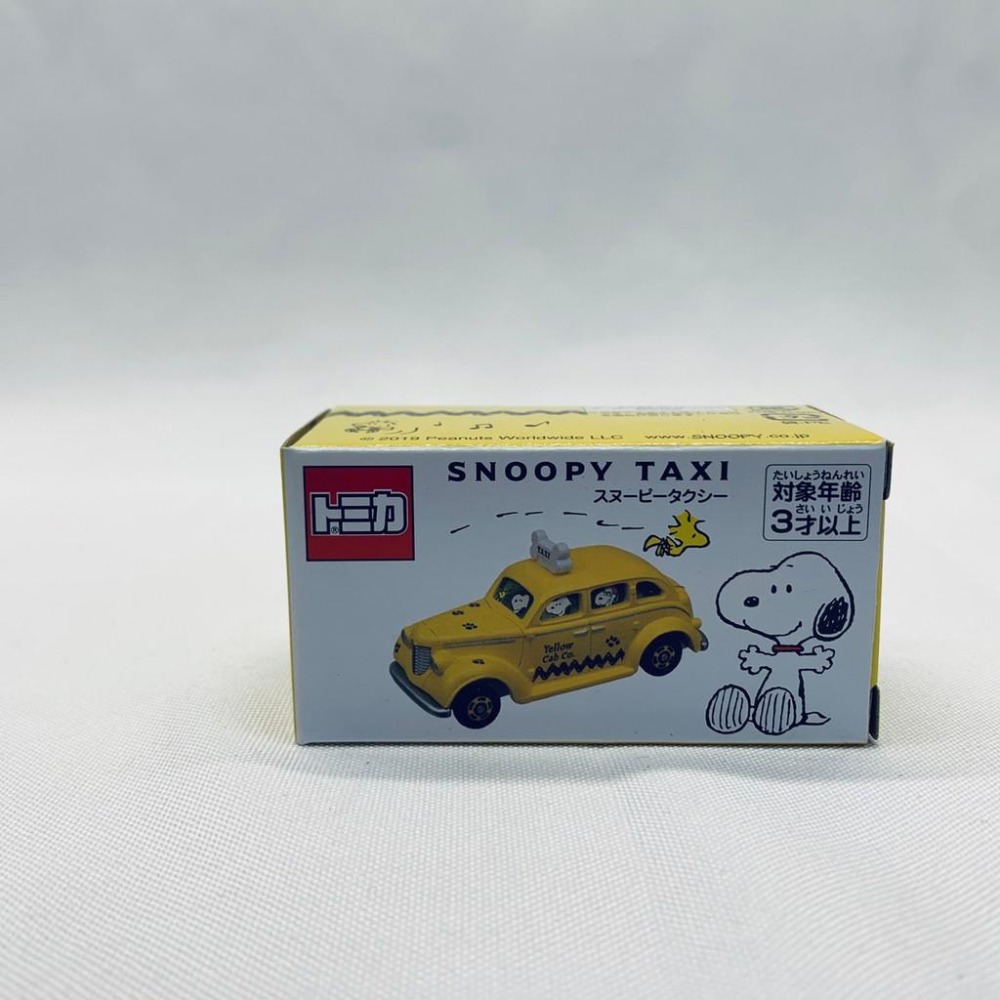 © 2019 Peanuts Worldwide LLC www.SNOOPY.co.jp
トミカ
®
SNOOPY TAXI
スヌーピータクシー
たいしょうねんれい
対象年齢
さい いじょう
3才以上
TAXI
Yellow
Cab Co.